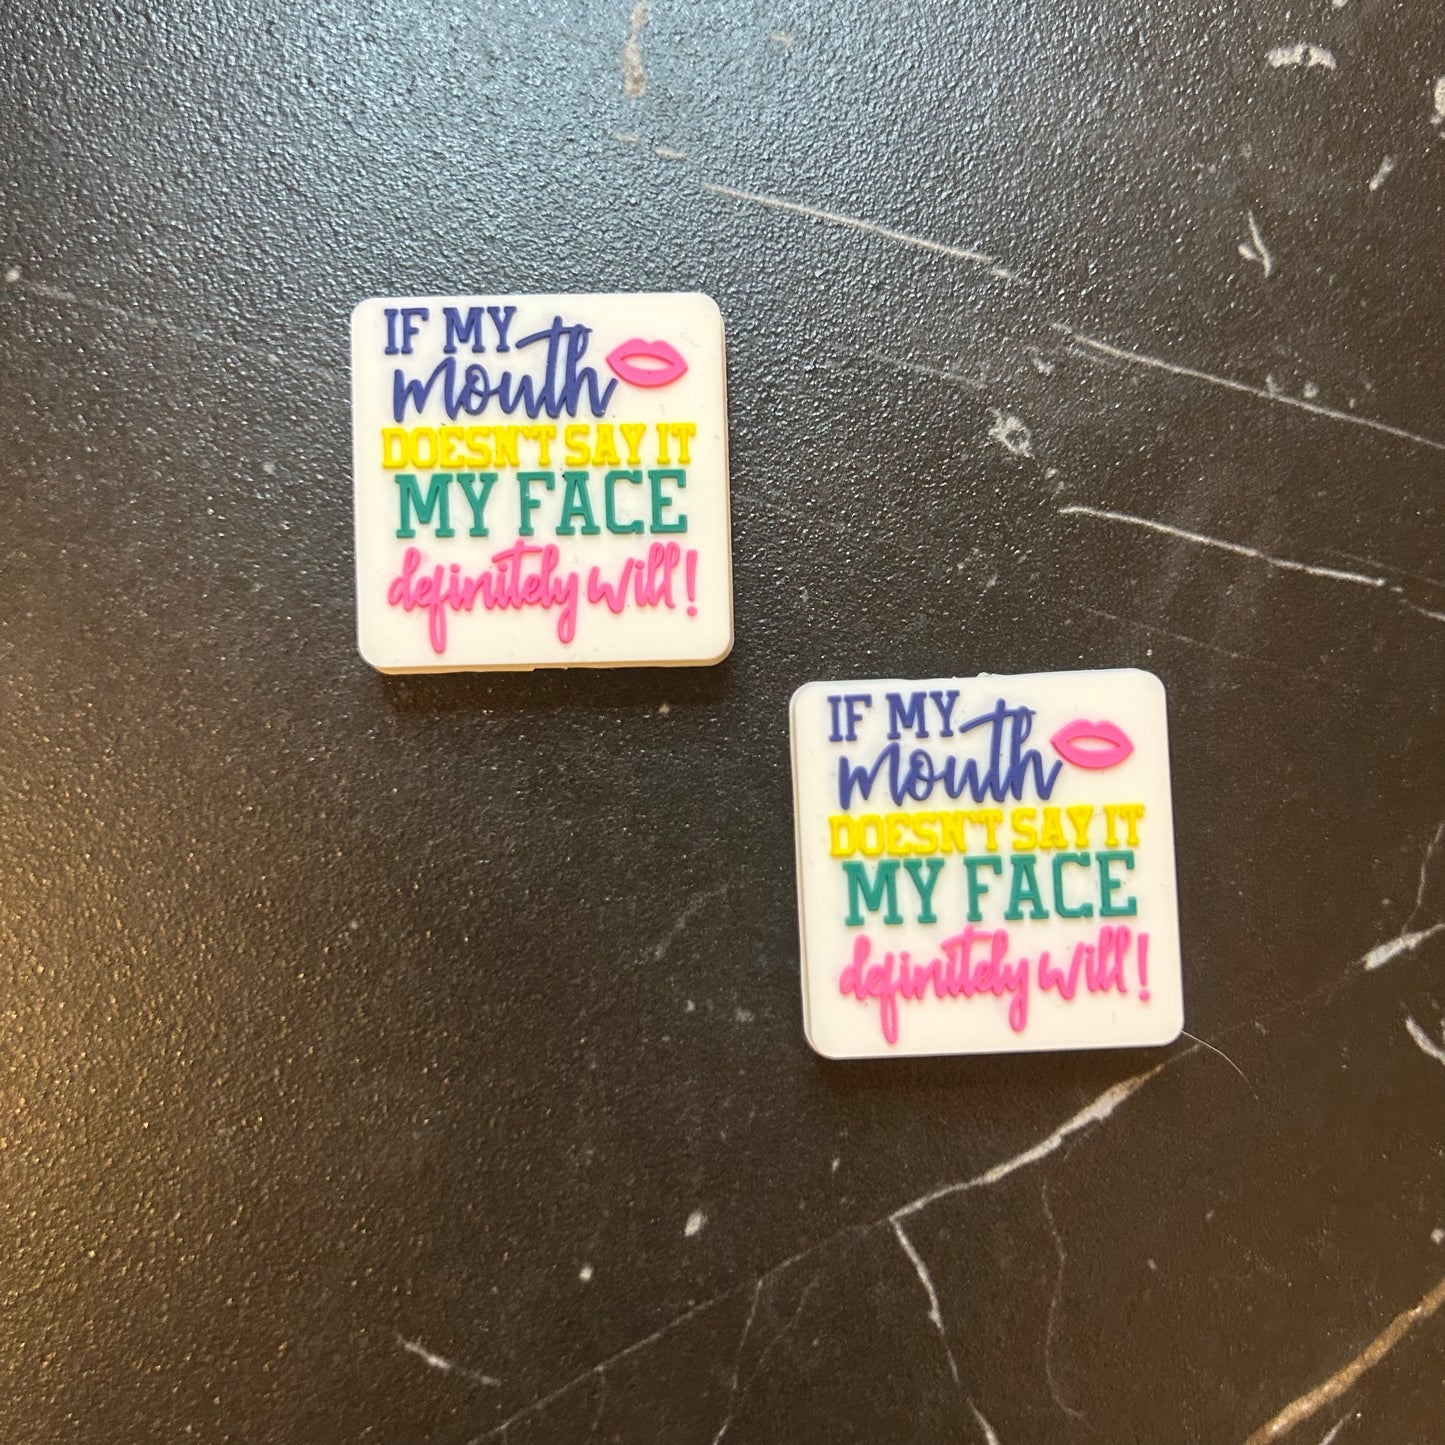 IF MY
mouth
DOESN'T SAY IT
MY FACE
definitely will!
IF MY
mouth
DOESN'T SAY IT
MY FACE
definitely will!